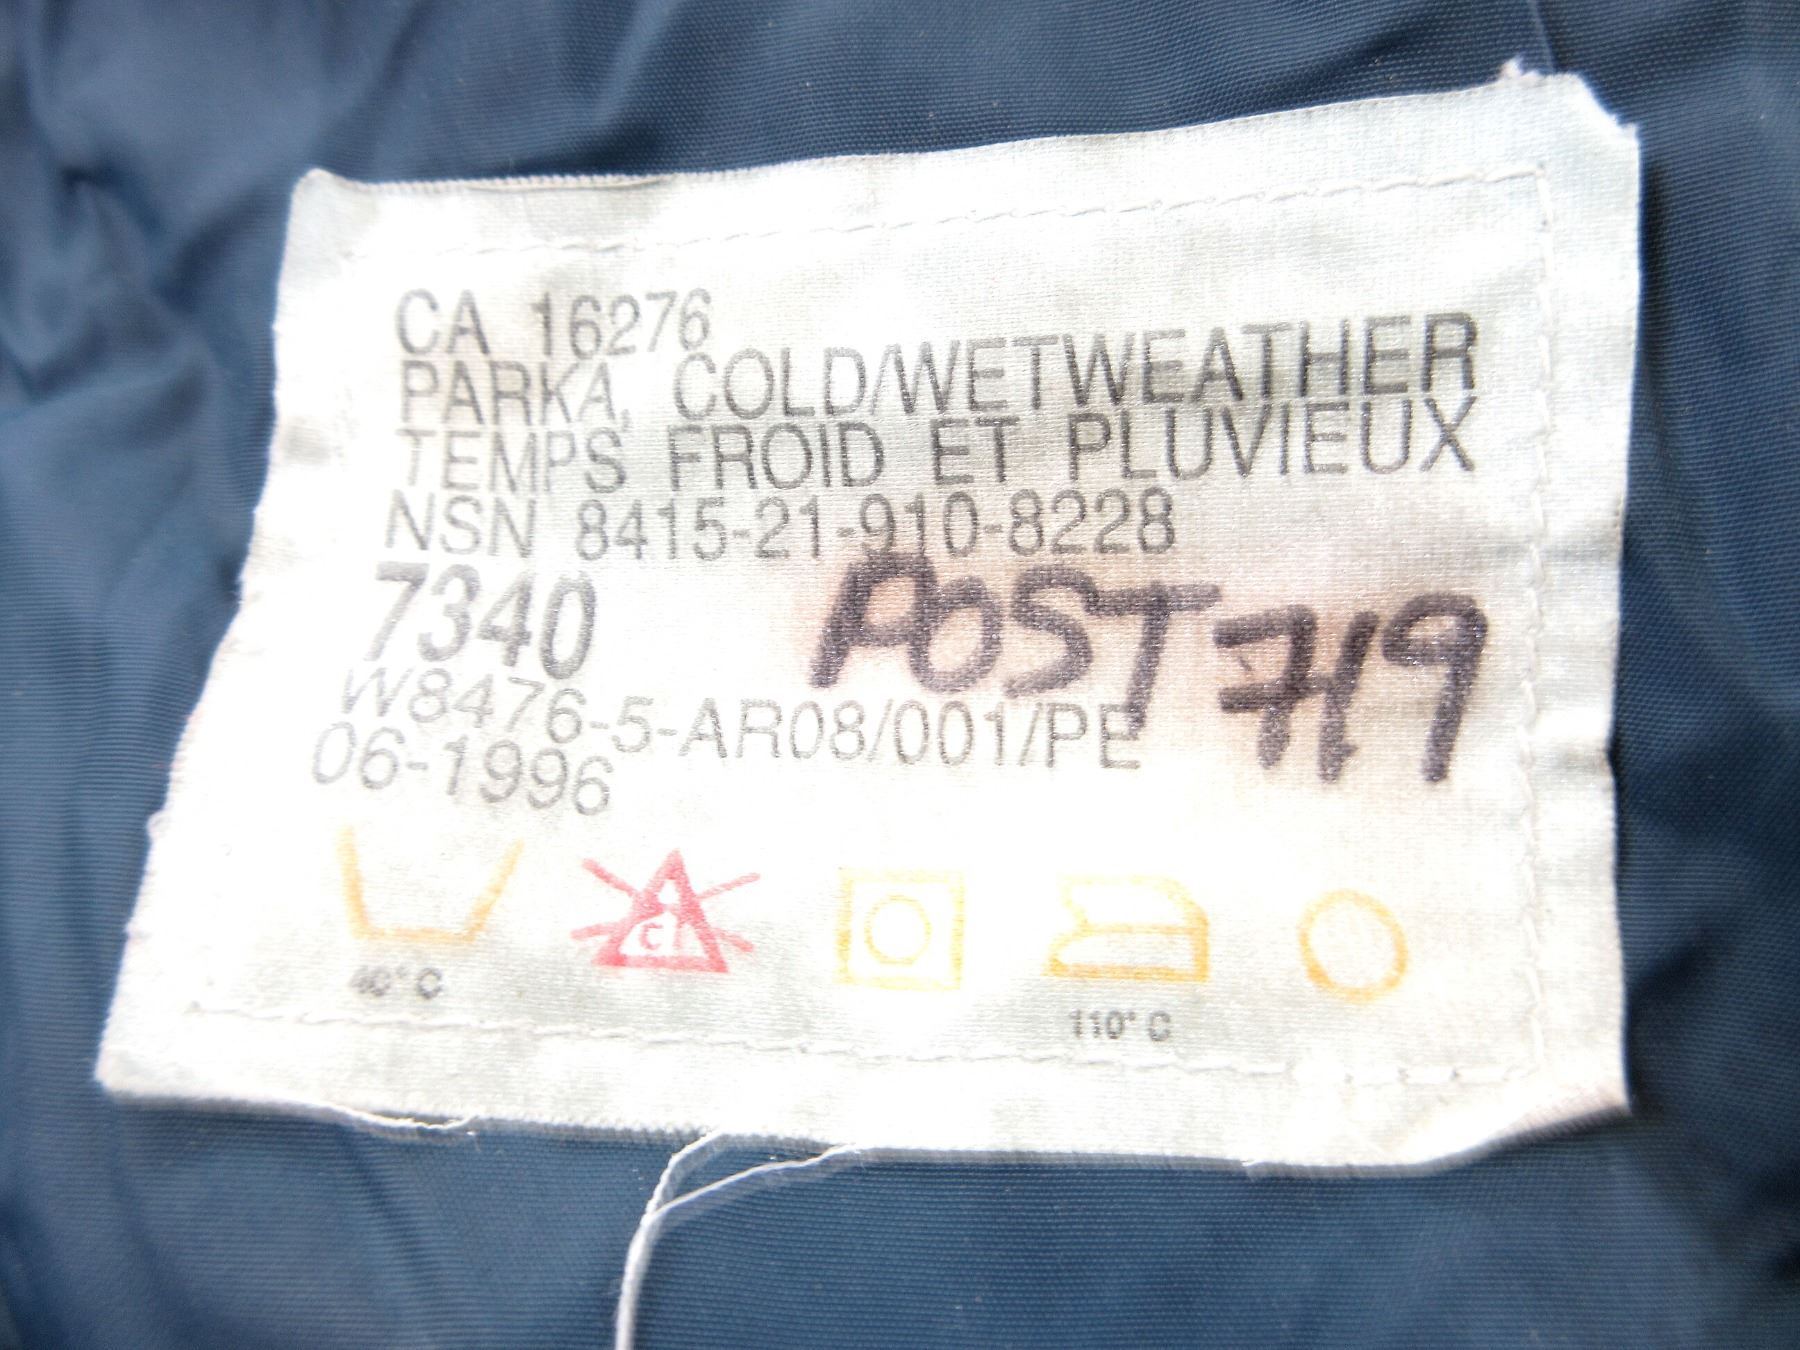 CA 16276
PARKA, COLD/WETWEATHER
TEMPS FROID ET PLUVIEUX
NSN 8415-21-910-8228
7340 POST 719
W8476-5-AR08/001/PE
06-1996
Cl
40°C 110°C